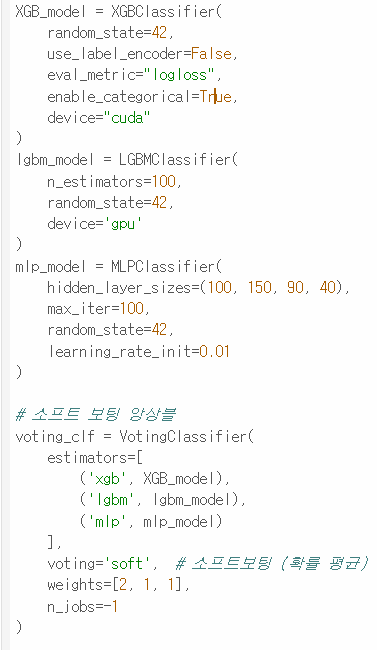 XGB_model = XGBClassifier(
    random_state=42,
    use_label_encoder=False,
    eval_metric="logloss",
    enable_categorical=True,
    device="cuda"
)
lgbm_model = LGBMClassifier(
    n_estimators=100,
    random_state=42,
    device='gpu'
)
mlp_model = MLPClassifier(
    hidden_layer_sizes=(100, 150, 90, 40),
    max_iter=100,
    random_state=42,
    learning_rate_init=0.01
)

# 소프트 보팅 앙상블
voting_clf = VotingClassifier(
    estimators=[
        ('xgb', XGB_model),
        ('lgbm', lgbm_model),
        ('mlp', mlp_model)
    ],
    voting='soft',  # 소프트보팅 (확률 평균)
    weights=[2, 1, 1],
    n_jobs=-1
)